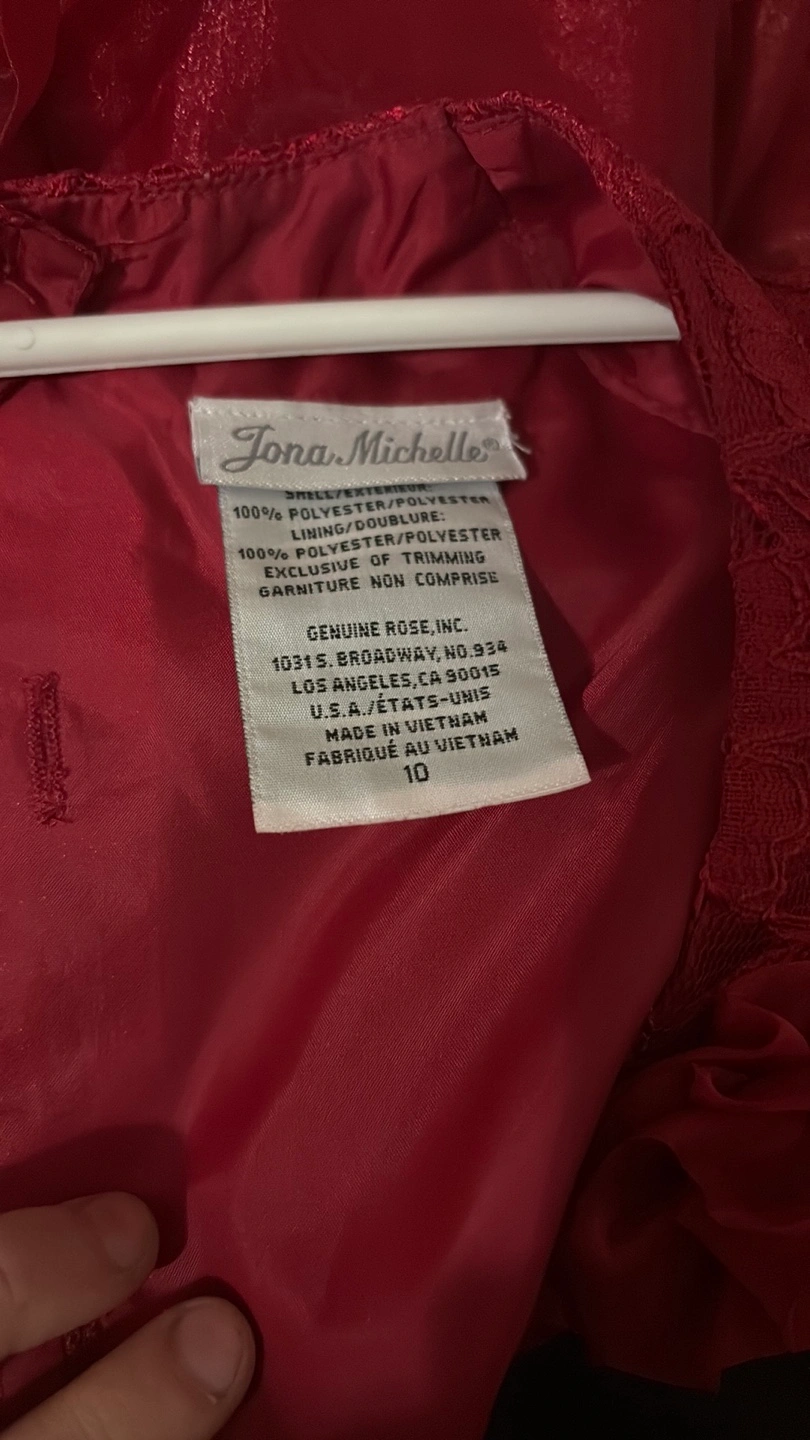 Jona Michelle®
SHELL/EXTERIEUR:
100% POLYESTER/POLYESTER
LINING/DOUBLURE:
100% POLYESTER/POLYESTER
EXCLUSIVE OF TRIMMING
GARNITURE NON COMPRISE
GENUINE ROSE,INC.
1031 S. BROADWAY, NO.934
LOS ANGELES,CA 90015
U.S.A./ÉTATS-UNIS
MADE IN VIETNAM
FABRIQUÉ AU VIETNAM
10